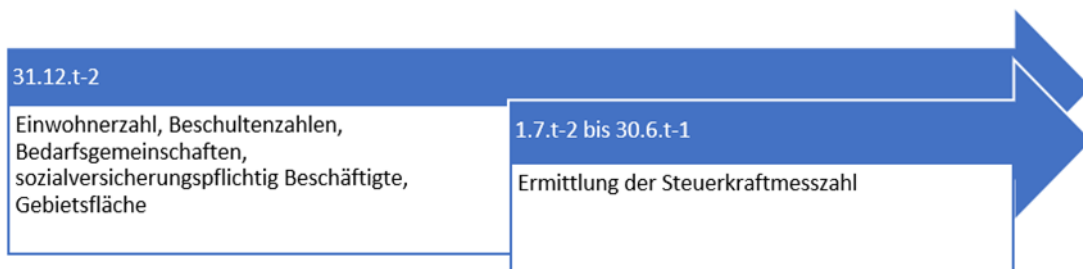 31.12.t-2
Einwohnerzahl, Beschultenzahlen,
Bedarfsgemeinschaften,
sozialversicherungspflichtig Beschäftigte,
Gebietsfläche
1.7.t-2 bis 30.6.t-1
Ermittlung der Steuerkraftmesszahl